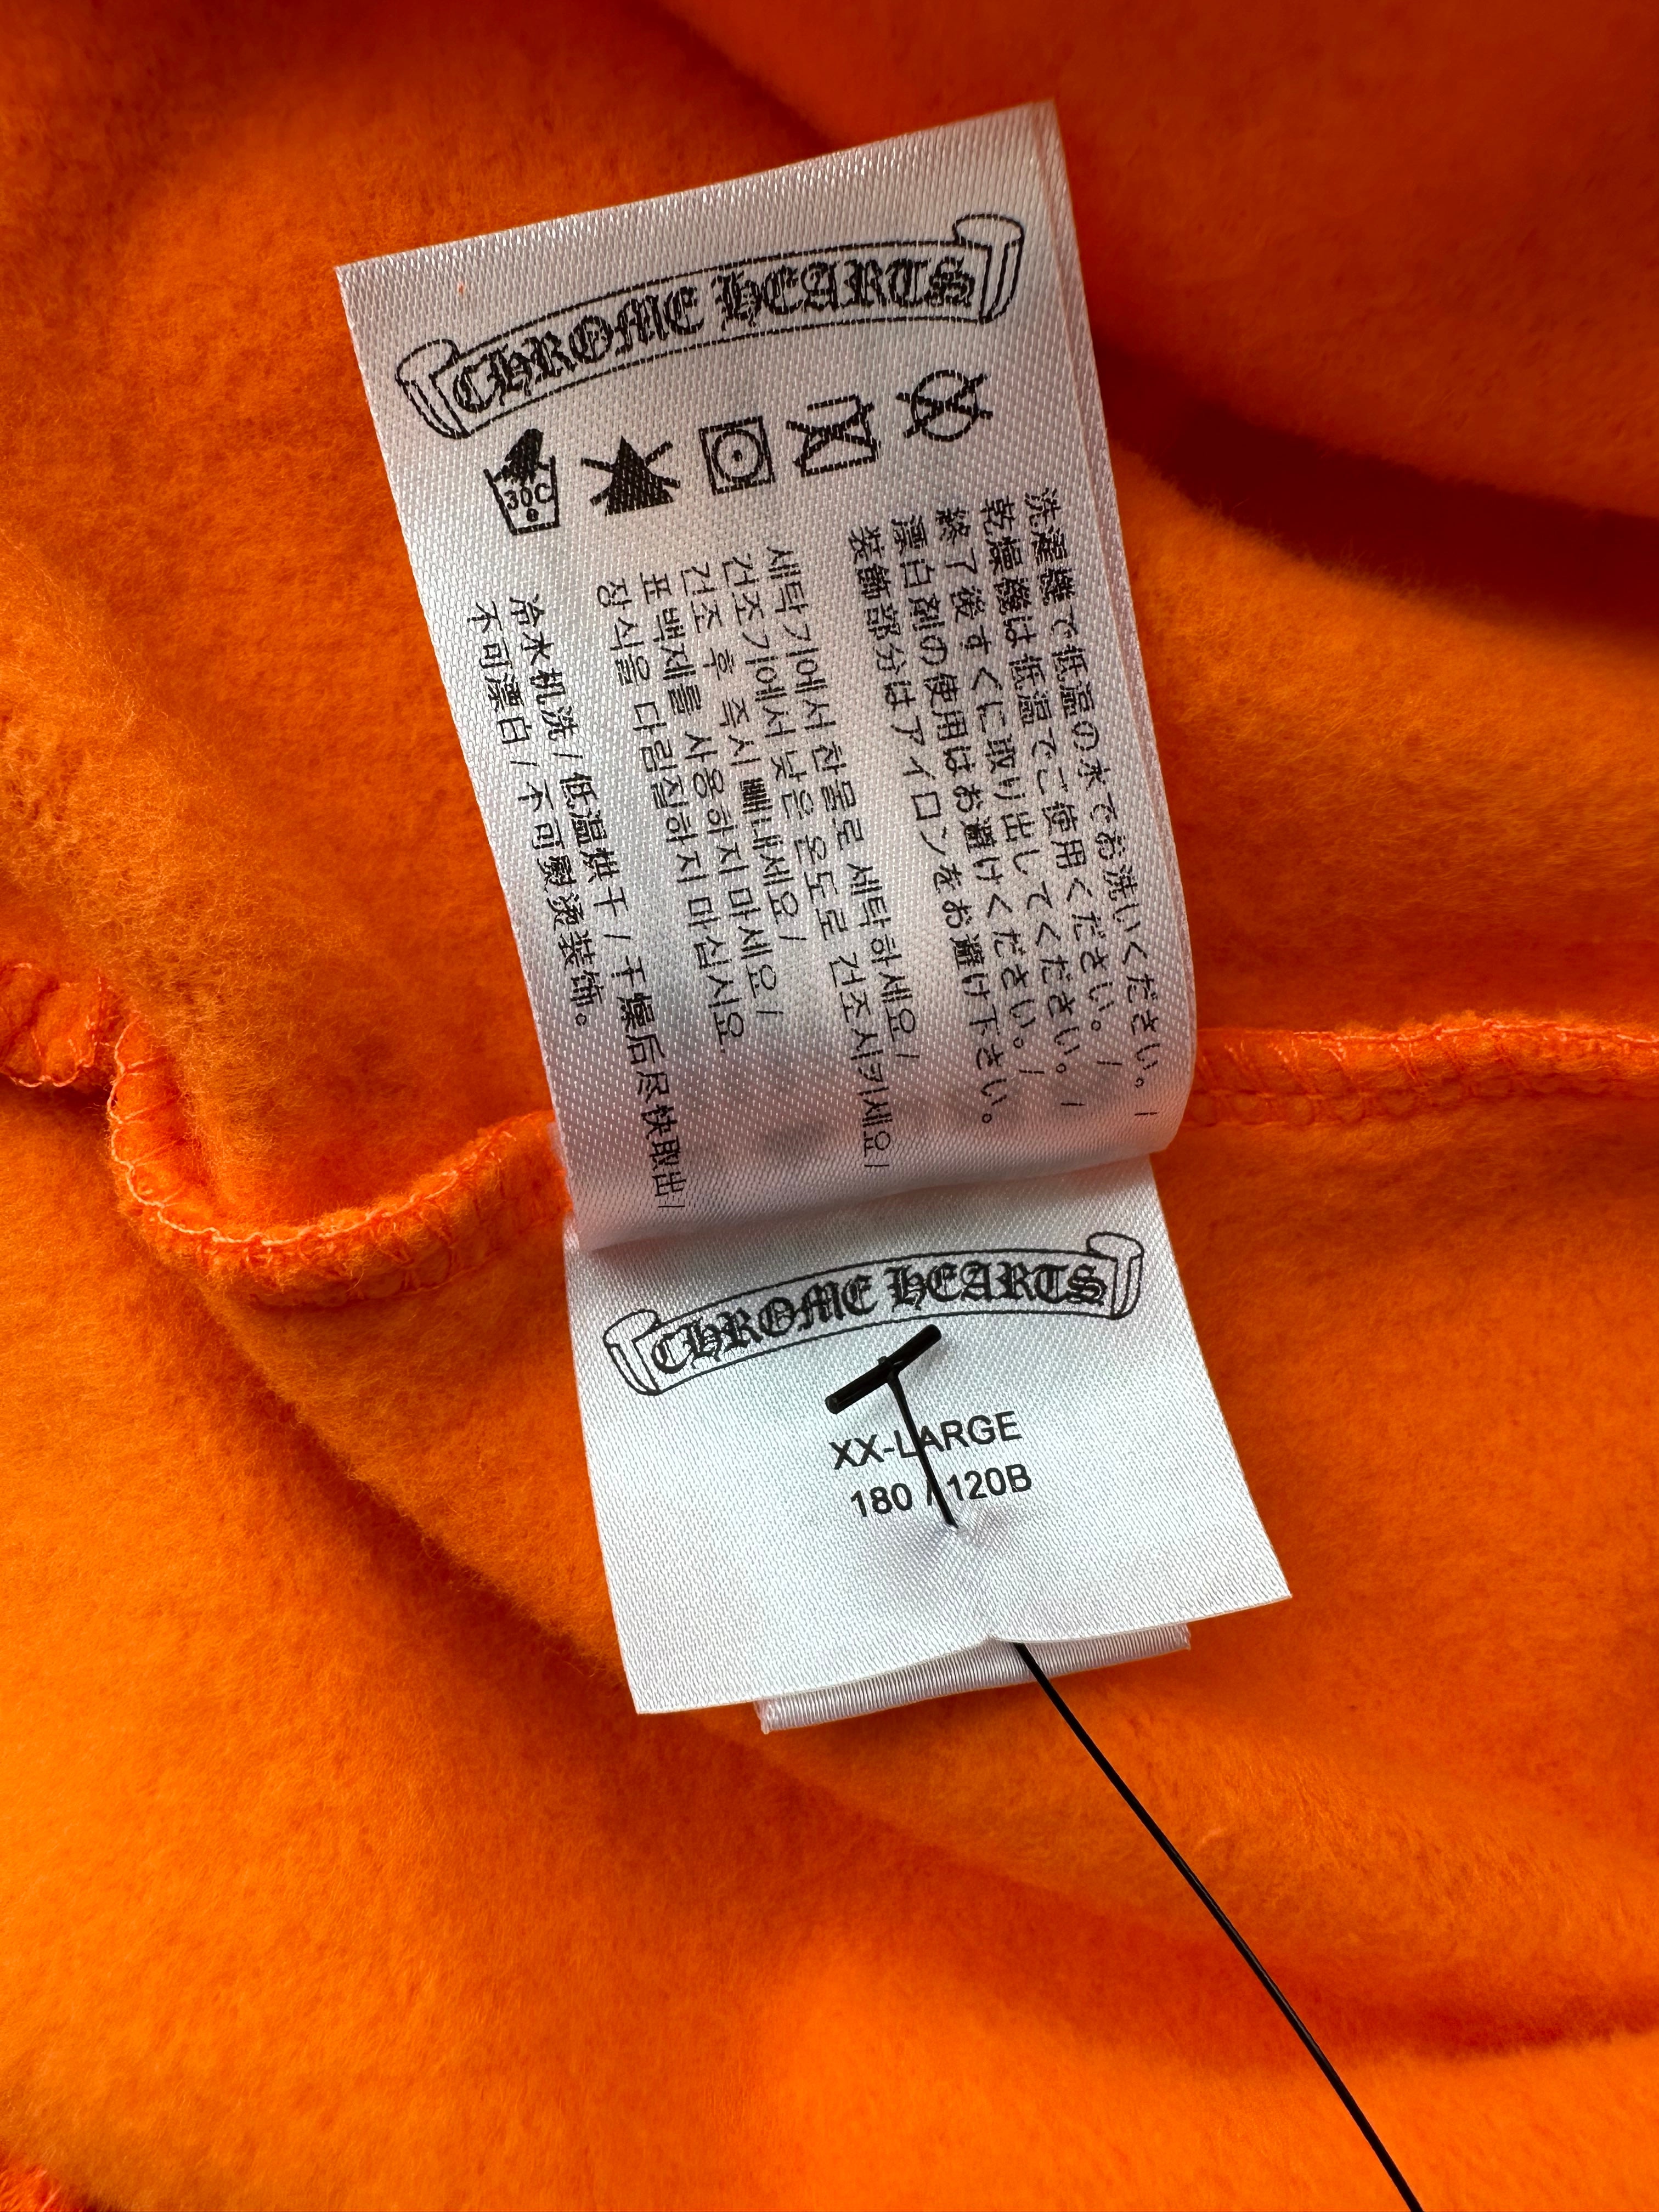 CHROME HEARTS
30C
洗濯機で低温の水でお洗いください。/
乾燥機は低温でご使用ください。/
終了後すぐに取り出してください。/
漂白剤の使用はお避けください。/
装飾部分はアイロンをお避け下さい。
세탁기에서 찬물로 세탁하세요/
건조기에서 낮은 온도로 건조시키세요/
건조 후 즉시 빼내세요/
표백제를 사용하지 마세요/
장식을 다림질하지 마십시요.
冷水机洗/低温烘干/干燥后尽快取出/
不可漂白/不可熨烫装饰。
CHROME HEARTS
XX-LARGE
180 / 120B